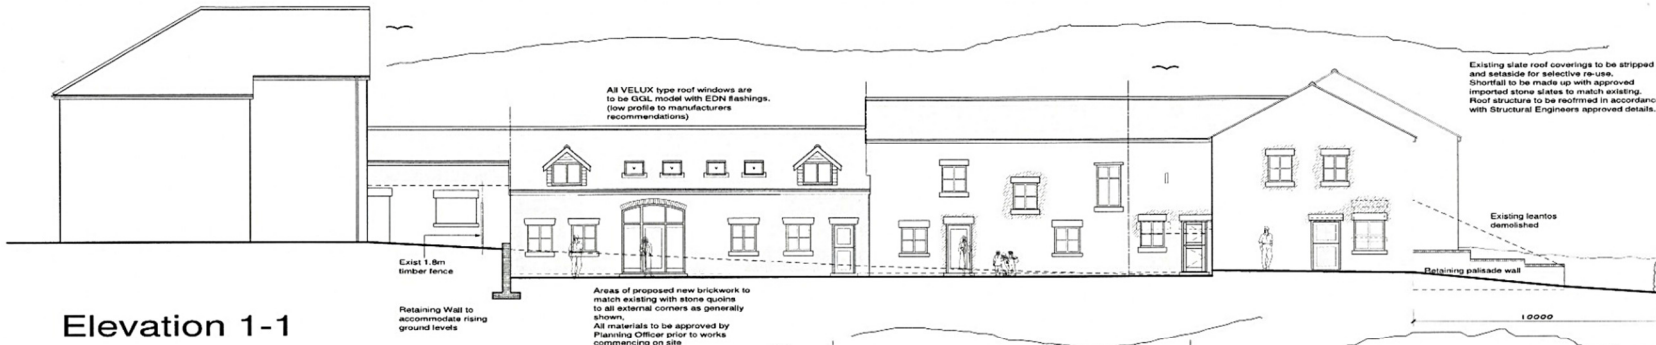 All VELUX type roof windows are
to be GGL model with EDN flashings.
(low profile to manufacturers
recommendations)
Existing slate roof coverings to be stripped
and setaside for selective re-use.
Shortfall to be made up with approved
imported stone slates to match existing.
Roof structure to be reofrmed in accordanc
with Structural Engineers approved details.
Existing leantos
demolished
Exist 1.8m
timber fence
Retaining palisade wall
Areas of proposed new brickwork to
match existing with stone quoins
to all external corners as generally
shown,
All materials to be approved by
Planning Officer prior to works
commencing on site
Retaining Wall to
accommodate rising
ground levels
10000
Elevation 1-1